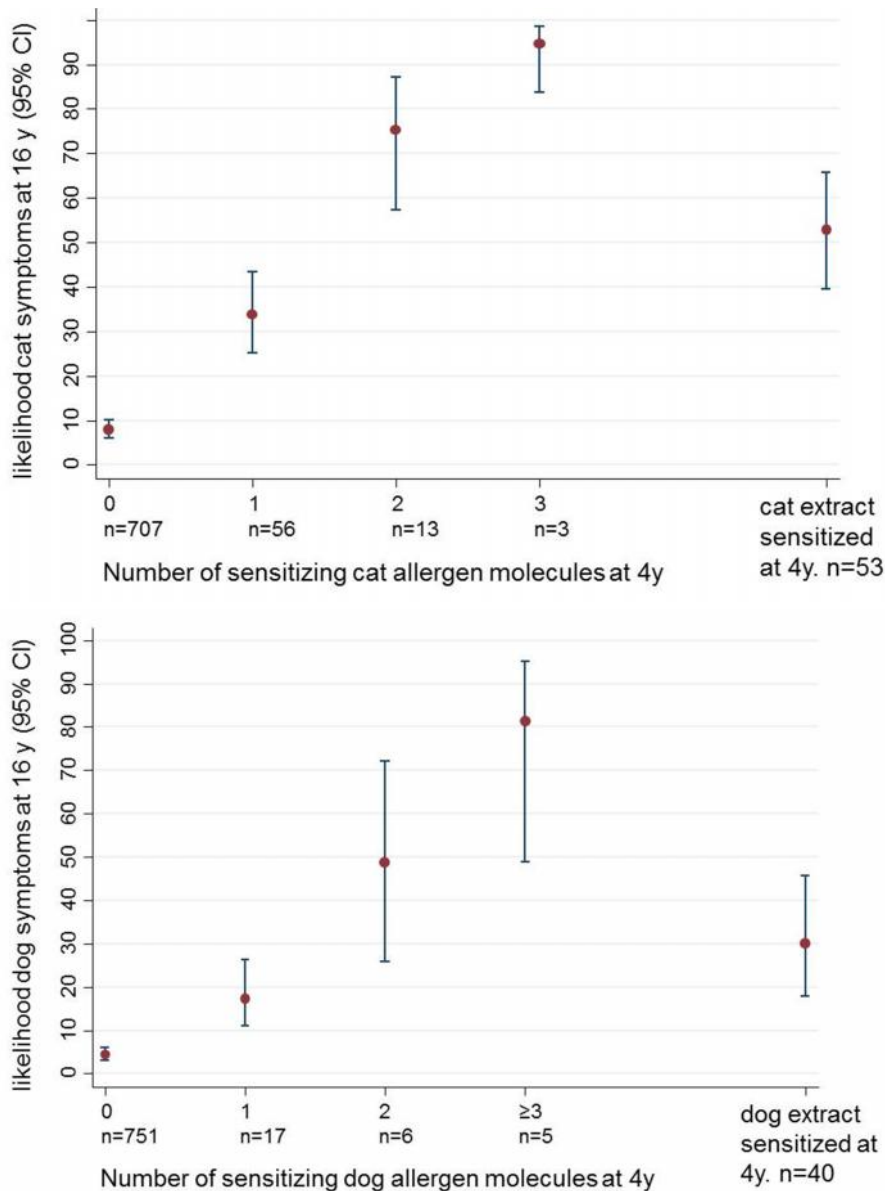 likelihood cat symptoms at 16 y (95% CI)
90
80
70
60
50
40
30
20
10
0
0 1 2 3
n=707 n=56 n=13 n=3
cat extract
sensitized
at 4y. n=53
Number of sensitizing cat allergen molecules at 4y
likelihood dog symptoms at 16 y (95% CI)
100
90
80
70
60
50
40
30
20
10
0
0 1 2 ≥3
n=751 n=17 n=6 n=5
dog extract
sensitized at
4y. n=40
Number of sensitizing dog allergen molecules at 4y